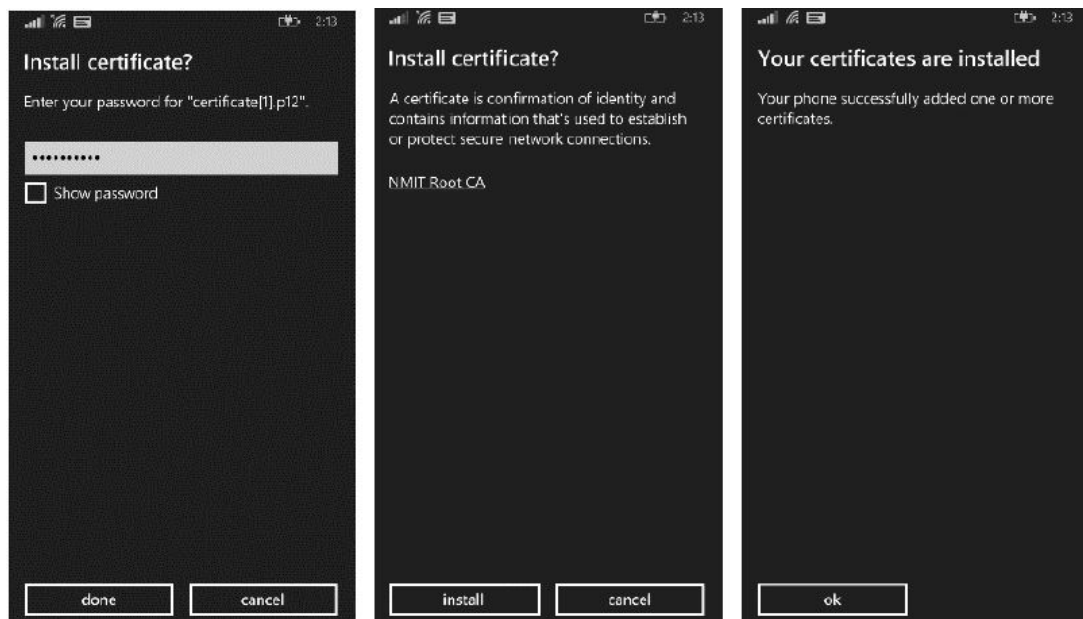 2:13
Install certificate?
Enter your password for "certificate[1].p12".
••••••••••
Show password
done
cancel
2:13
Install certificate?
A certificate is confirmation of identity and
contains information that's used to establish
or protect secure network connections.
NMIT Root CA
install
cancel
2:13
Your certificates are installed
Your phone successfully added one or more
certificates.
ok